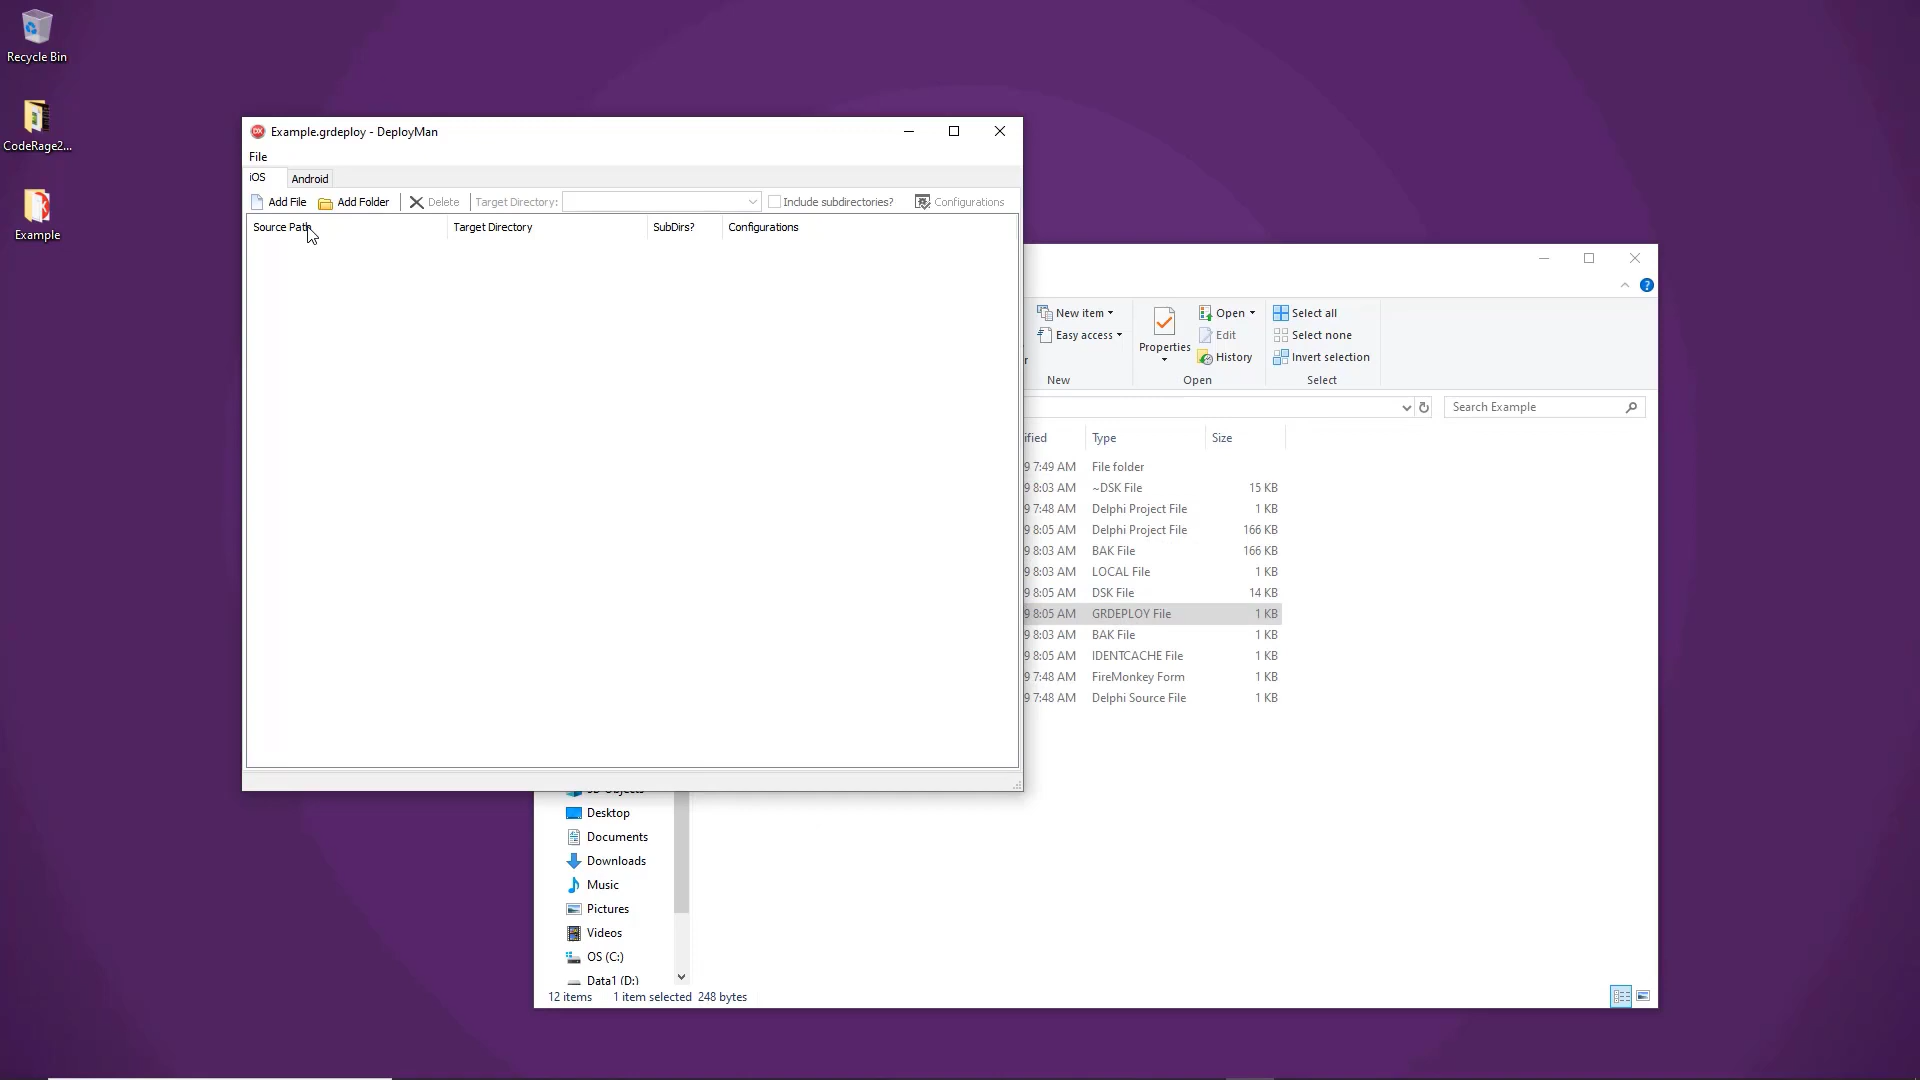 Recycle Bin
CodeRage2...
Example
Example.grdeploy - DeployMan
File
iOS
Android
Add File
Add Folder
Delete
Target Directory:
Include subdirectories?
Configurations
Source Path
Target Directory
SubDirs?
Configurations
New item
Easy access
New
Properties
Open
Edit
History
Open
Select all
Select none
Invert selection
Select
Search Example
ified
Type
Size
9 7:49 AM File folder
9 8:03 AM ~DSK File 15 KB
9 7:48 AM Delphi Project File 1 KB
9 8:05 AM Delphi Project File 166 KB
9 8:03 AM BAK File 166 KB
9 8:03 AM LOCAL File 1 KB
9 8:05 AM DSK File 14 KB
9 8:05 AM GRDEPLOY File 1 KB
9 8:03 AM BAK File 1 KB
9 8:05 AM IDENTCACHE File 1 KB
9 7:48 AM FireMonkey Form 1 KB
9 7:48 AM Delphi Source File 1 KB
Desktop
Documents
Downloads
Music
Pictures
Videos
OS (C:)
Data1 (D:)
12 items 1 item selected 248 bytes